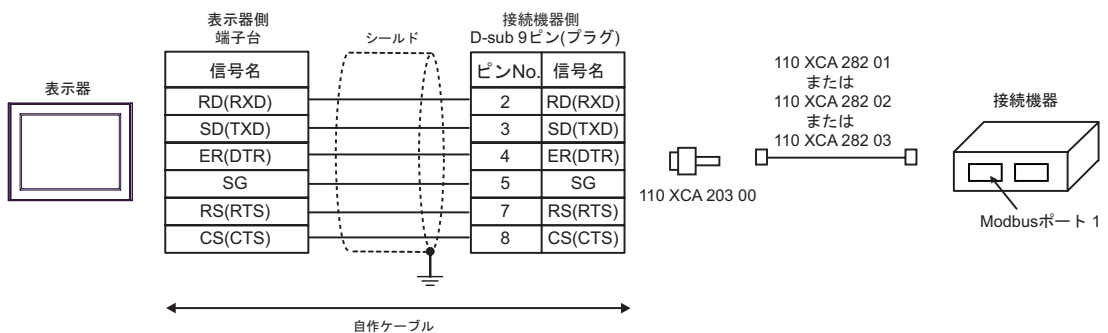 表示器
表示器側
端子台
シールド
接続機器側
D-sub 9ピン(プラグ)
信号名
ピンNo. 信号名
RD(RXD) 2 RD(RXD)
SD(TXD) 3 SD(TXD)
ER(DTR) 4 ER(DTR)
SG 5 SG
RS(RTS) 7 RS(RTS)
CS(CTS) 8 CS(CTS)
自作ケーブル
110 XCA 203 00
110 XCA 282 01
または
110 XCA 282 02
または
110 XCA 282 03
接続機器
Modbusポート 1